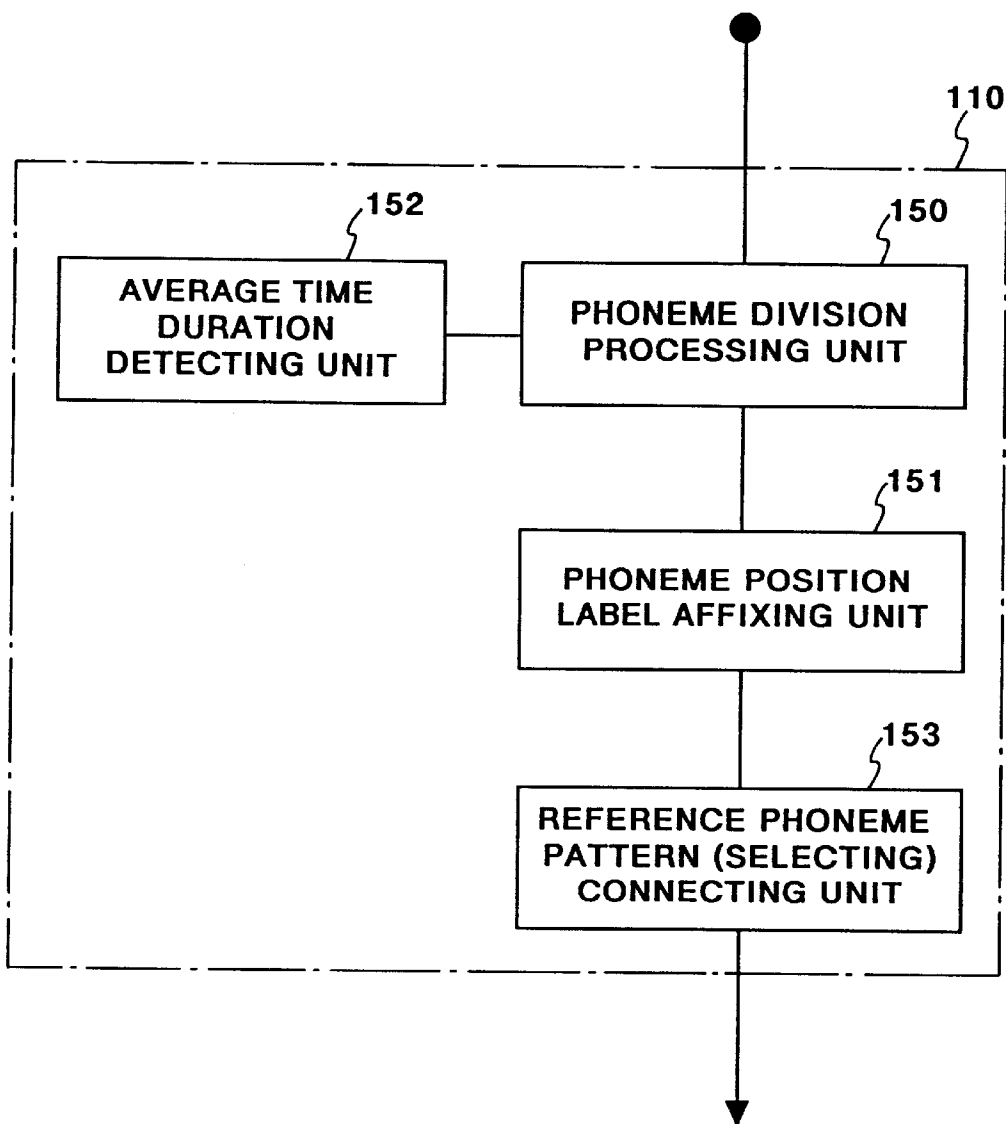 110
152
AVERAGE TIME
DURATION
DETECTING UNIT
150
PHONEME DIVISION
PROCESSING UNIT
151
PHONEME POSITION
LABEL AFFIXING UNIT
153
REFERENCE PHONEME
PATTERN (SELECTING)
CONNECTING UNIT